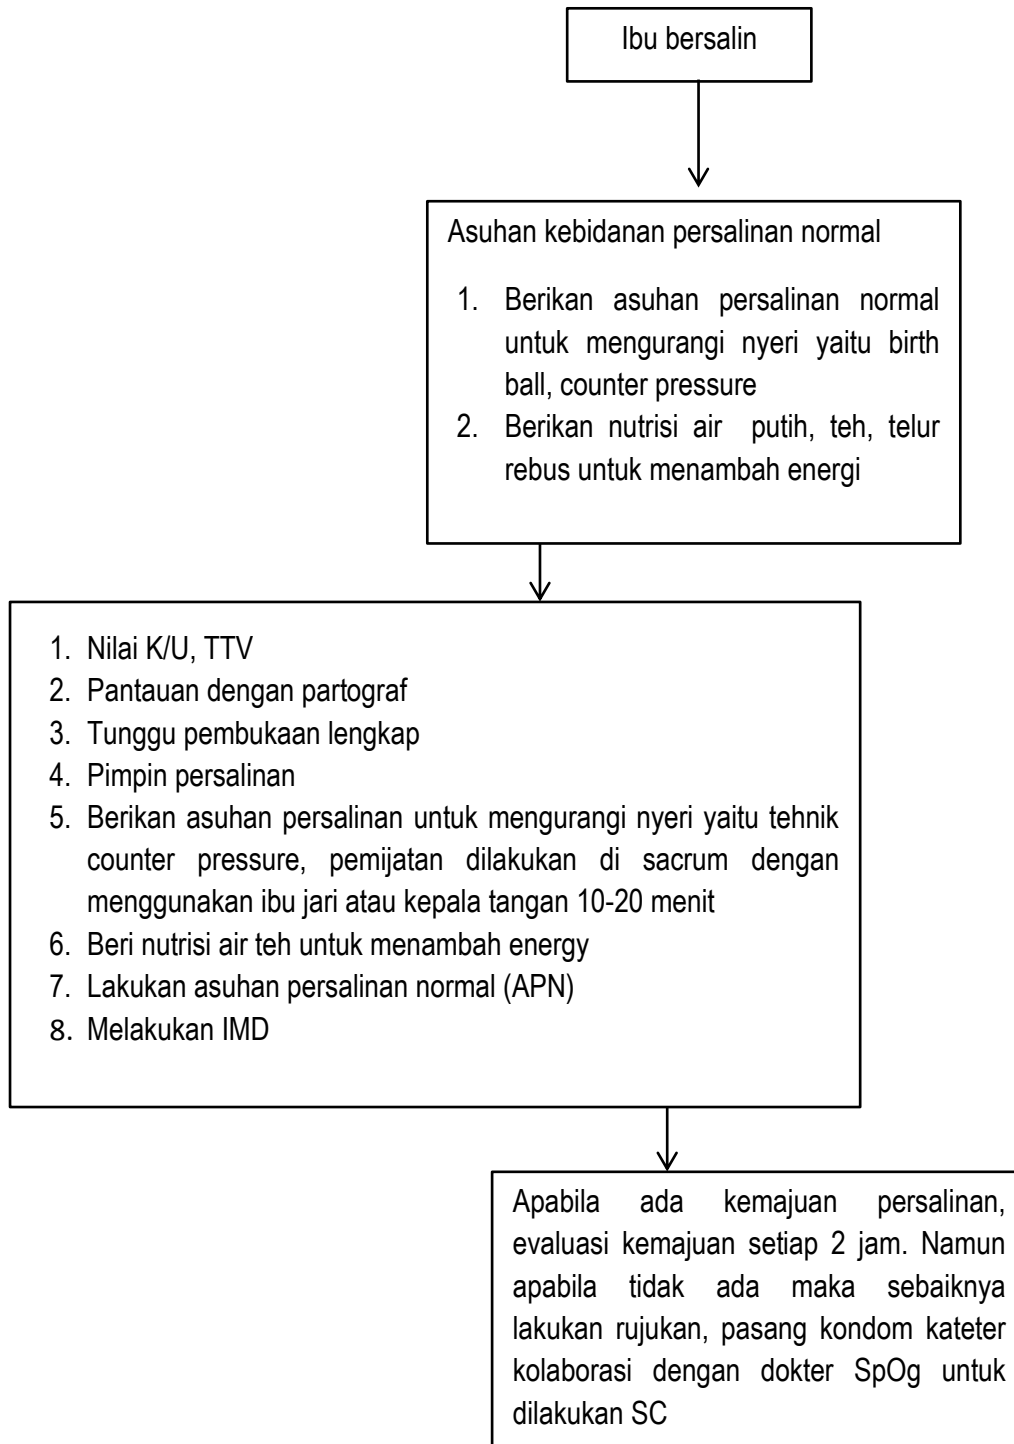 Ibu bersalin
Asuhan kebidanan persalinan normal
1. Berikan asuhan persalinan normal
untuk mengurangi nyeri yaitu birth
ball, counter pressure
2. Berikan nutrisi air putih, teh, telur
rebus untuk menambah energi
1. Nilai K/U, TTV
2. Pantauan dengan partograf
3. Tunggu pembukaan lengkap
4. Pimpin persalinan
5. Berikan asuhan persalinan untuk mengurangi nyeri yaitu tehnik
counter pressure, pemijatan dilakukan di sacrum dengan
menggunakan ibu jari atau kepala tangan 10-20 menit
6. Beri nutrisi air teh untuk menambah energy
7. Lakukan asuhan persalinan normal (APN)
8. Melakukan IMD
Apabila ada kemajuan persalinan,
evaluasi kemajuan setiap 2 jam. Namun
apabila tidak ada maka sebaiknya
lakukan rujukan, pasang kondom kateter
kolaborasi dengan dokter SpOg untuk
dilakukan SC